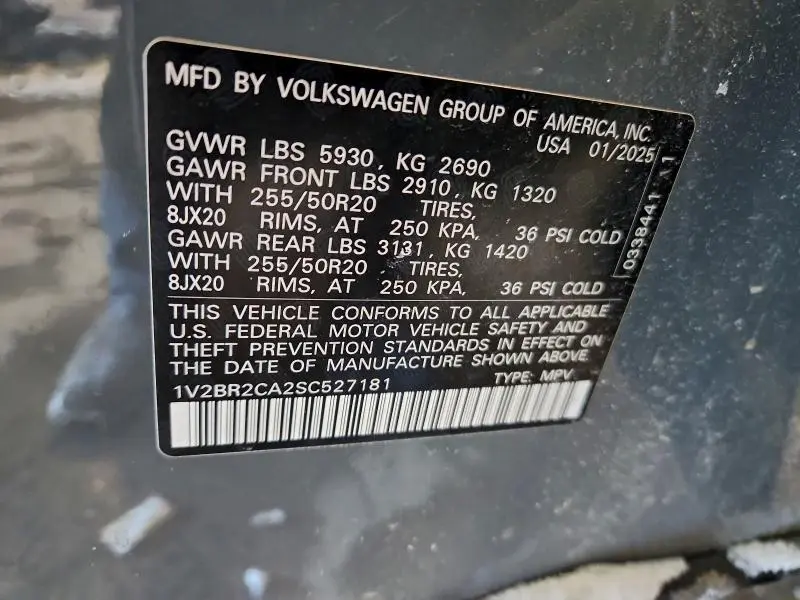 MFD BY VOLKSWAGEN GROUP OF AMERICA, INC.
USA 01/2025
GVWR LBS 5930, KG 2690
GAWR FRONT LBS 2910, KG 1320
WITH 255/50R20 TIRES,
8JX20 RIMS, AT 250 KPA, 36 PSI COLD
GAWR REAR LBS 3131, KG 1420
WITH 255/50R20 TIRES,
8JX20 RIMS, AT 250 KPA, 36 PSI COLD
THIS VEHICLE CONFORMS TO ALL APPLICABLE
U.S. FEDERAL MOTOR VEHICLE SAFETY AND
THEFT PREVENTION STANDARDS IN EFFECT ON
THE DATE OF MANUFACTURE SHOWN ABOVE.
1V2BR2CA2SC527181 TYPE: MPV
0338441 1